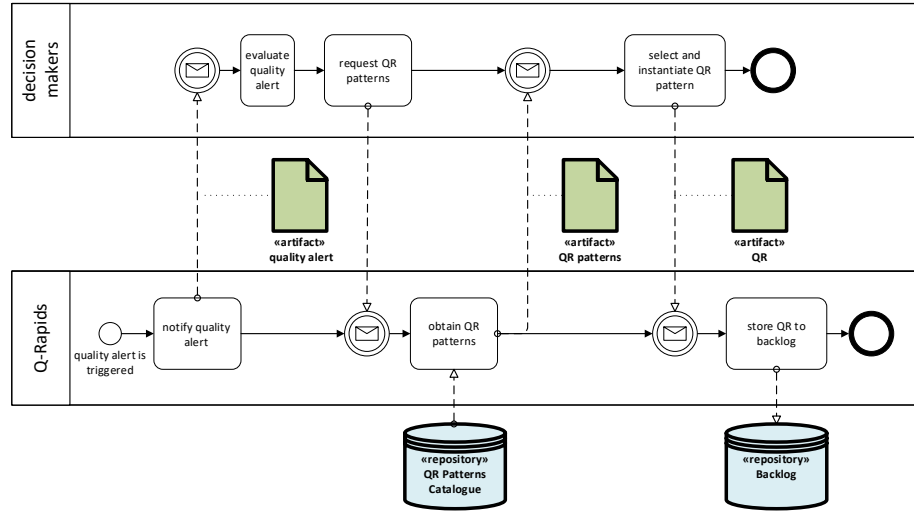 decision
makers
evaluate
quality
alert
request QR
patterns
select and
instantiate QR
pattern
«artifact»
quality alert
«artifact»
QR patterns
«artifact»
QR
Q-Rapids
quality alert is
triggered
notify quality
alert
obtain QR
patterns
store QR to
backlog
«repository»
QR Patterns
Catalogue
«repository»
Backlog